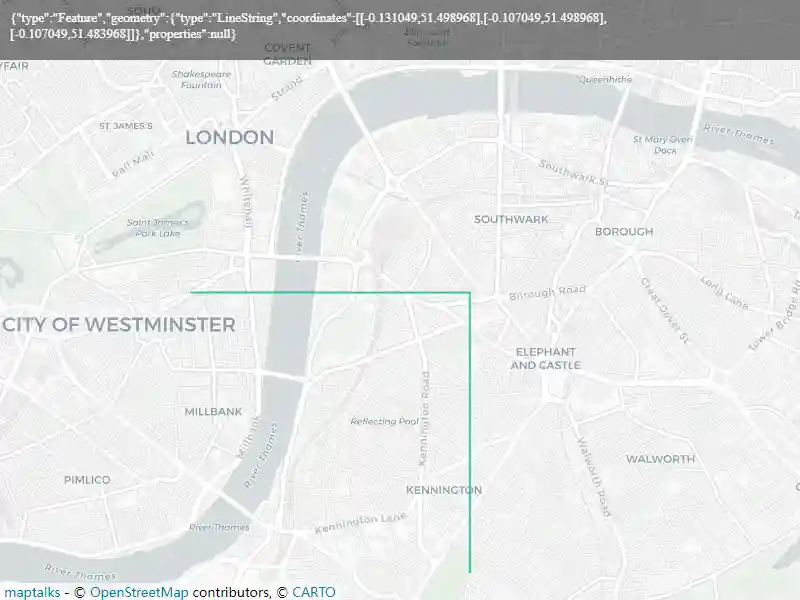 {"type":"Feature","geometry":{"type":"LineString","coordinates":[[-0.131049,51.498968],[-0.107049,51.498968],
[-0.107049,51.483968]]},"properties":null}
SOHO
COVENT
GARDEN
Shakespeare
Fountain
Strand
Queenhithe
ST JAMES'S
LONDON
Pall Mall
River Thames
St Mary Overi
Dock
Whitehall
Southwark St
Saint James's
Park Lake
River Thames
SOUTHWARK
BOROUGH
Borough Road
Great Dover St
Long Lane
Tower Bridge Ro
CITY OF WESTMINSTER
ELEPHANT
AND CASTLE
MILLBANK
Millbank
Reflecting Pool
Kennington Road
River Thames
Walworth Road
WALWORTH
PIMLICO
KENNINGTON
River Thames
Kennington Lane
River Thames
maptalks - © OpenStreetMap contributors, © CARTO